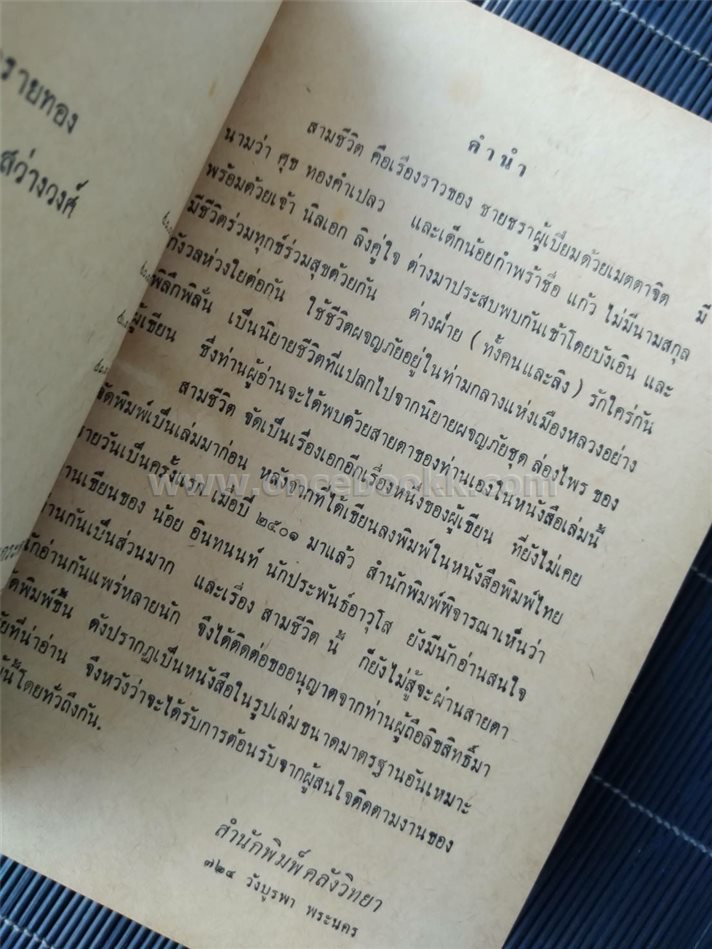 รายทอง
สว่างวงศ์
คำนำ
สามชีวิต คือเรื่องราวของ ชายชราผู้เปี่ยมด้วยเมตตาจิต มี
นามว่า ศุข ทองคำเปลว และเด็กน้อยกำพร้าชื่อ แก้ว ไม่มีนามสกุล
พร้อมด้วยเจ้า นิลเอก ลิงคู่ใจ ต่างมาประสบพบกันเข้าโดยบังเอิน และ
มีชีวิตร่วมทุกข์ร่วมสุขด้วยกัน ต่างฝ่าย (ทั้งคนและลิง) รักใคร่กัน
กังวลห่วงใยต่อกัน ใช้ชีวิตผจญภัยอยู่ในท่ามกลางแห่งเมืองหลวงอย่าง
พิลึกพิลั่น เป็นนิยายชีวิตที่แปลกไปจากนิยายผจญภัยชุด ล่องไพร ของ
ผู้เขียน ซึ่งท่านผู้อ่านจะได้พบด้วยสายตาของท่านเองในหนังสือเล่มนี้
สามชีวิต จัดเป็นเรื่องเอกอีกเรื่องหนึ่งของผู้เขียน ที่ยังไม่เคย
จัดพิมพ์เป็นเล่มมาก่อน หลังจากที่ได้เขียนลงพิมพ์ในหนังสือพิมพ์ไทย
รายวันเป็นครั้งแรก เมื่อปี ๒๕๐๑ มาแล้ว สำนักพิมพ์พิจารณาเห็นว่า
านเขียนของ น้อย อินทนนท์ นักประพันธ์อาวุโส ยังมีนักอ่านสนใจ
่านกันเป็นส่วนมาก และเรื่อง สามชีวิต นี้ ก็ยังไม่สู้จะผ่านสายตา
ักอ่านกันแพร่หลายนัก จึงได้ติดต่อขออนุญาตจากท่านผู้ถือลิขสิทธิ์มา
ัดพิมพ์ขึ้น ดังปรากฏเป็นหนังสือในรูปเล่มขนาดมาตรฐานอันเหมาะ
ัยที่น่าอ่าน จึงหวังว่าจะได้รับการต้อนรับจากผู้สนใจติดตามงานของ
นี้โดยทั่วถึงกัน.
สำนักพิมพ์คลังวิทยา
๗๒๔ วังบูรพา พระนคร
www.oncebookk.com